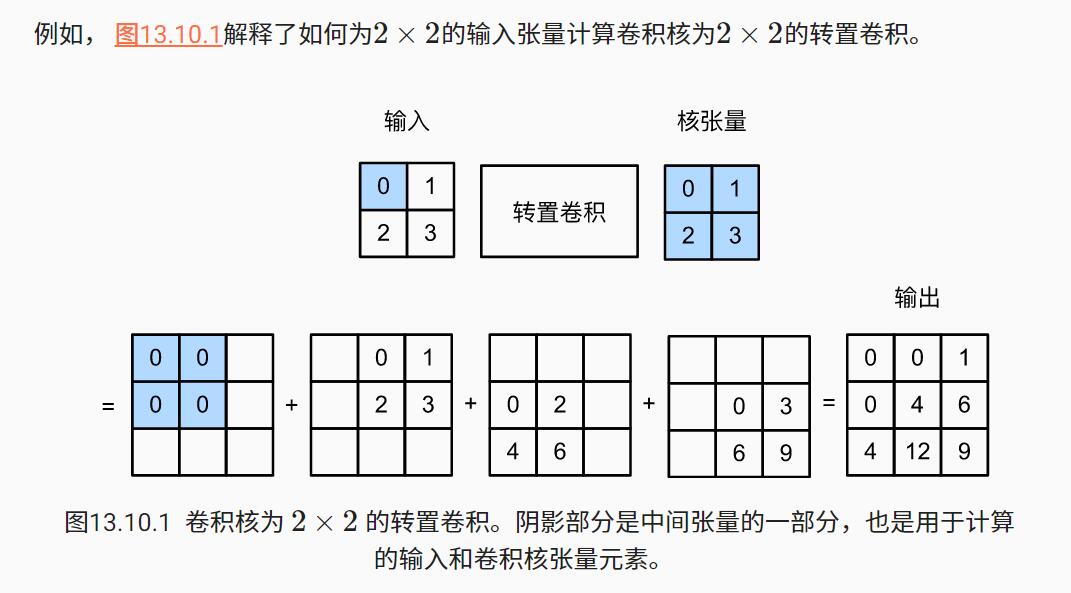 例如， 图13.10.1解释了如何为2 × 2的输入张量计算卷积核为2 × 2的转置卷积。
输入 核张量
0 1 转置卷积 0 1
2 3 2 3
输出
0 0 0 1 0 0 1
= 0 0 + 2 3 + 0 2 + 0 3 = 0 4 6
4 6 6 9 4 12 9
图13.10.1 卷积核为 2 × 2 的转置卷积。阴影部分是中间张量的一部分，也是用于计算
的输入和卷积核张量元素。